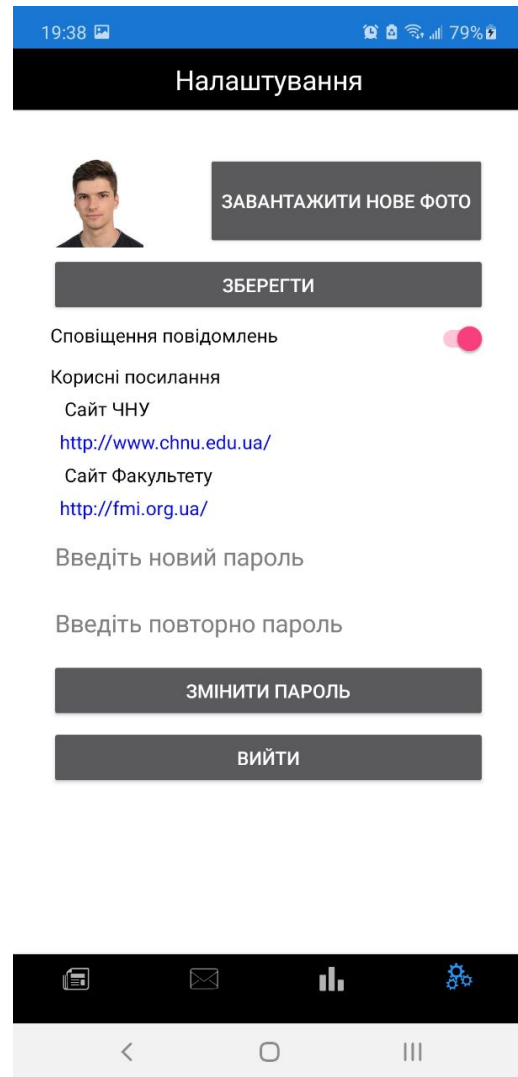 19:38
79%
Налаштування
ЗАВАНТАЖИТИ НОВЕ ФОТО
ЗБЕРЕГТИ
Сповіщення повідомлень
Корисні посилання
Сайт ЧНУ
http://www.chnu.edu.ua/
Сайт Факультету
http://fmi.org.ua/
Введіть новий пароль
Введіть повторно пароль
ЗМІНИТИ ПАРОЛЬ
ВИЙТИ